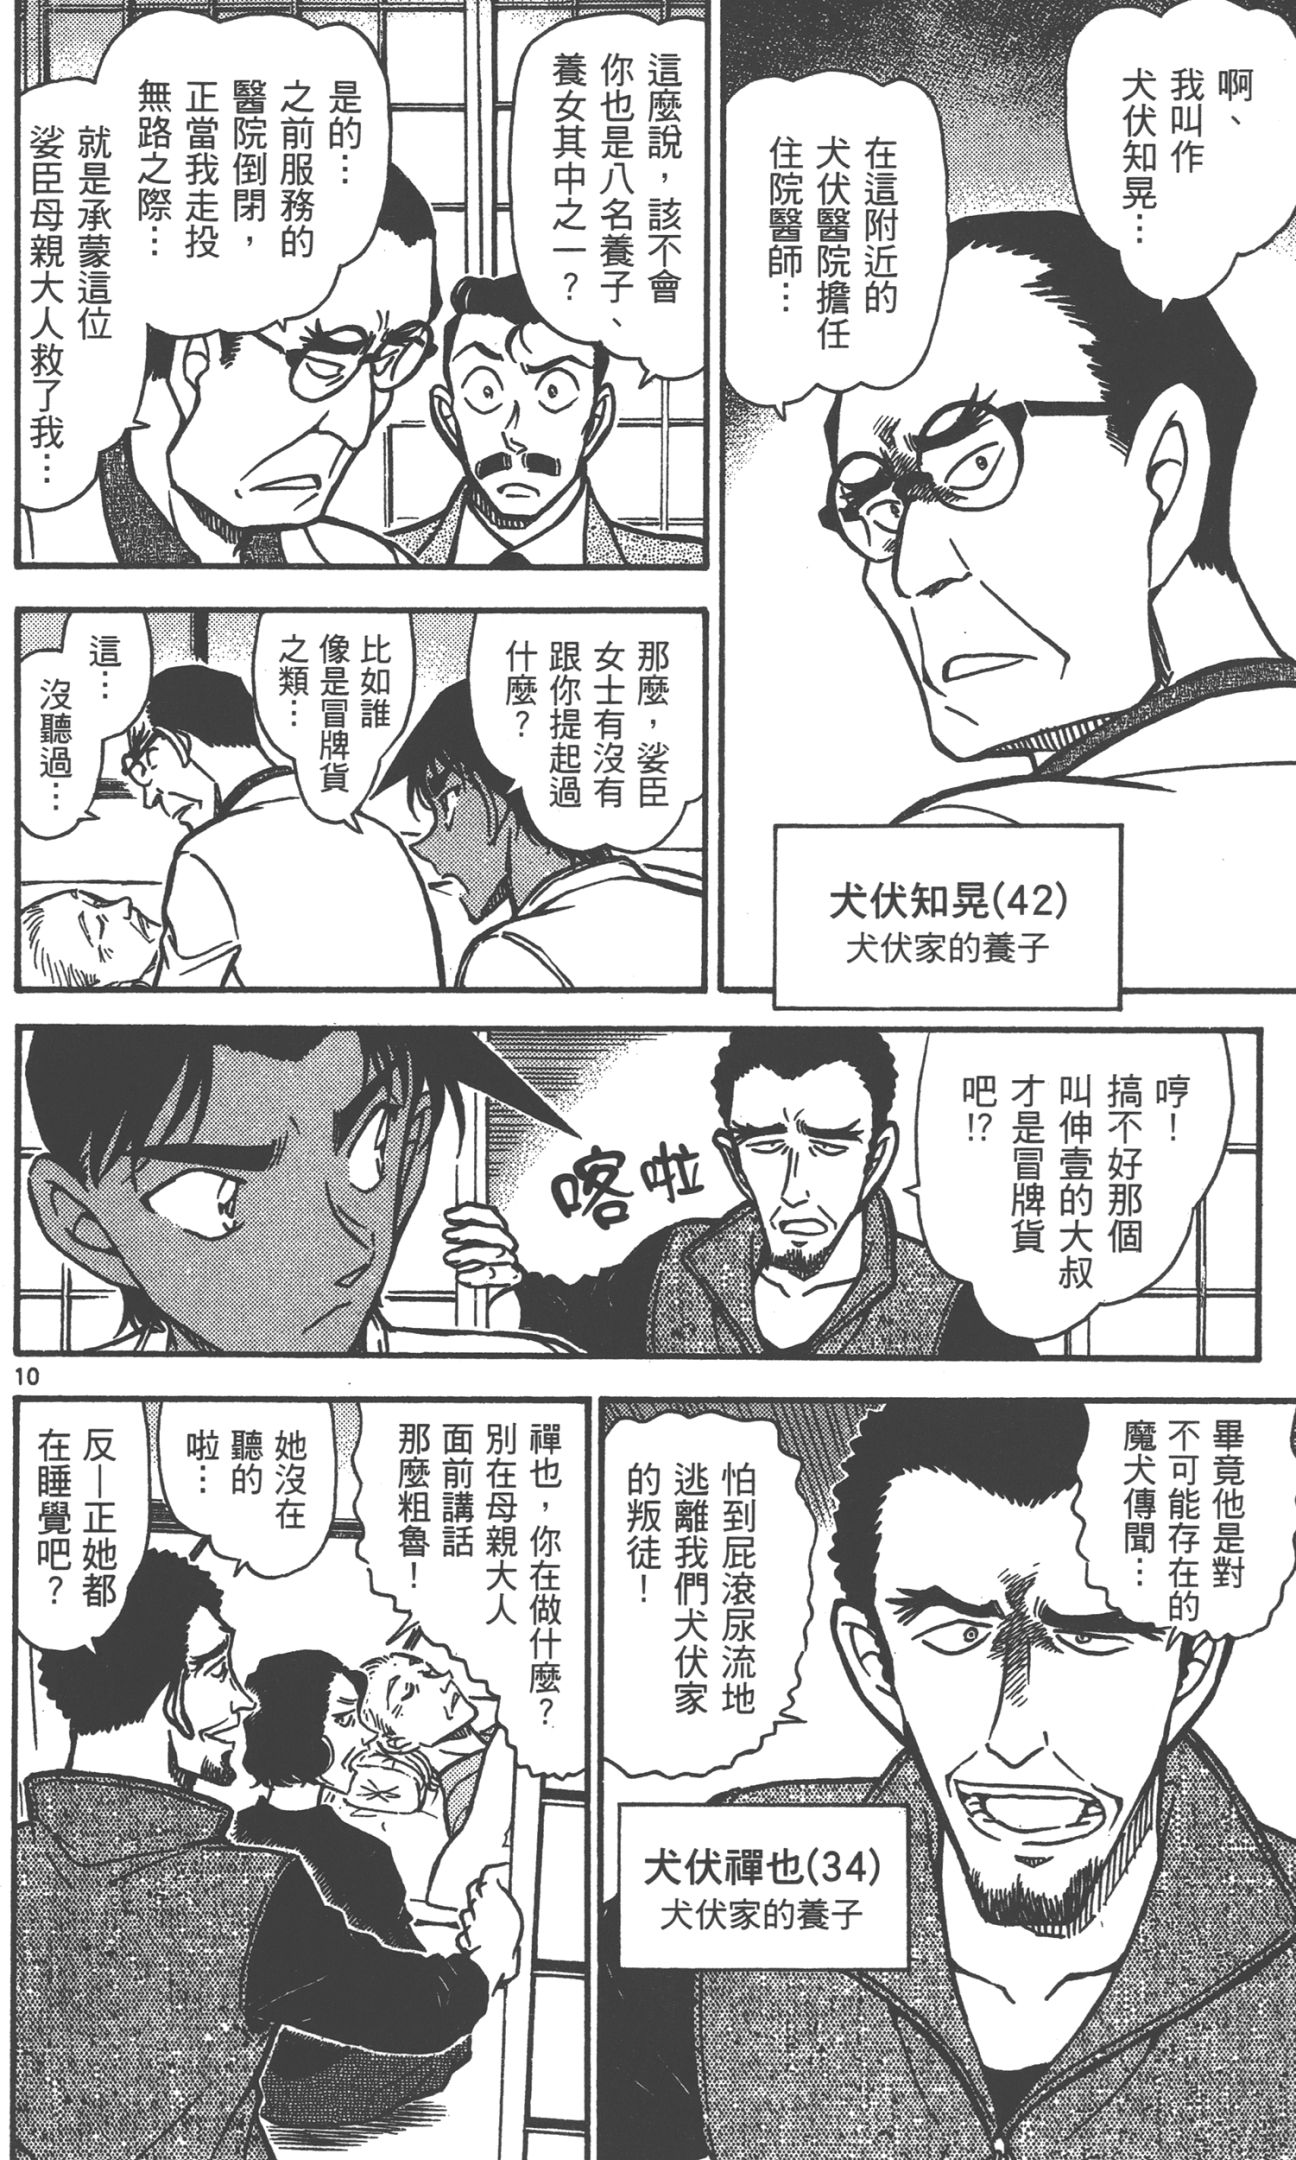 啊、
我叫作
犬伏知晃…
在這附近的
犬伏醫院擔任
住院醫師…
犬伏知晃(42)
犬伏家的養子
這麼說，該不會
你也是八名養子、
養女其中之一？
是的…
之前服務的
醫院倒閉，
正當我走投
無路之際…
就是承蒙這位
娑臣母親大人救了我…
那麼，娑臣
女士有沒有
跟你提起過
什麼？
比如誰
像是冒牌貨
之類…
這…
沒聽過…
哼！
搞不好那個
叫伸壹的大叔
才是冒牌貨
吧!?
喀啦
10
畢竟他是對
不可能存在的
魔犬傳聞…
怕到屁滾尿流地
逃離我們犬伏家
的叛徒！
犬伏禪也(34)
犬伏家的養子
禪也，你在做什麼？
別在母親大人
面前講話
那麼粗魯！
她沒在
聽的
啦…
反—正她都
在睡覺吧？